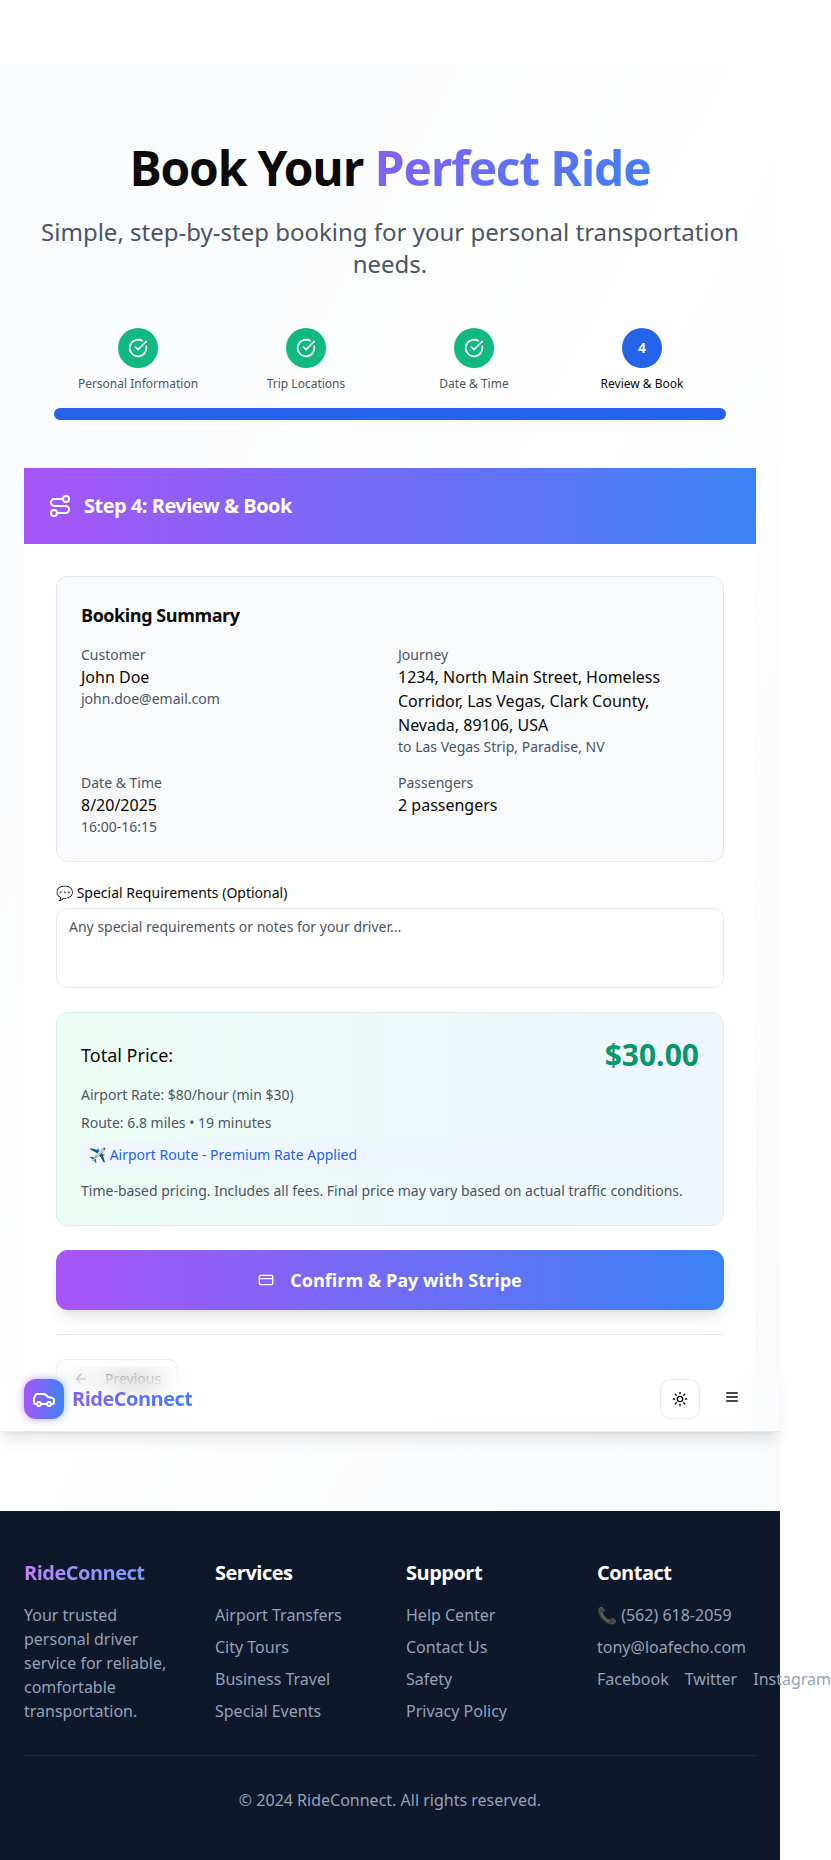 Book Your Perfect Ride
Simple, step-by-step booking for your personal transportation
needs.
Personal Information
Trip Locations
Date & Time
4
Review & Book
Step 4: Review & Book
Booking Summary
Customer
John Doe
john.doe@email.com
Journey
1234, North Main Street, Homeless
Corridor, Las Vegas, Clark County,
Nevada, 89106, USA
to Las Vegas Strip, Paradise, NV
Date & Time
8/20/2025
16:00-16:15
Passengers
2 passengers
💬 Special Requirements (Optional)
Any special requirements or notes for your driver...
Total Price:
$30.00
Airport Rate: $80/hour (min $30)
Route: 6.8 miles • 19 minutes
✈️ Airport Route - Premium Rate Applied
Time-based pricing. Includes all fees. Final price may vary based on actual traffic conditions.
Confirm & Pay with Stripe
Previous
RideConnect
RideConnect
Your trusted
personal driver
service for reliable,
comfortable
transportation.
Services
Airport Transfers
City Tours
Business Travel
Special Events
Support
Help Center
Contact Us
Safety
Privacy Policy
Contact
📞 (562) 618-2059
tony@loafecho.com
Facebook Twitter Instagram
© 2024 RideConnect. All rights reserved.